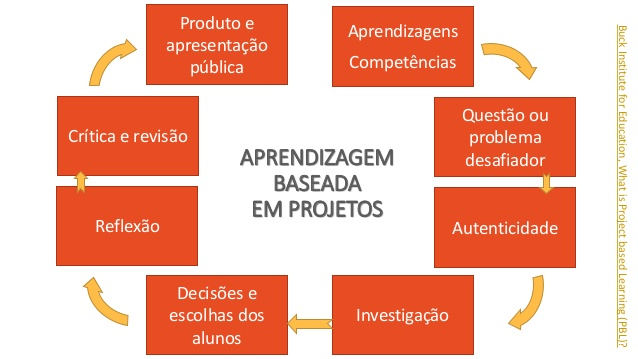 Produto e
apresentação
pública
Aprendizagens
Competências
Questão ou
problema
desafiador
Autenticidade
Investigação
Decisões e
escolhas dos
alunos
Reflexão
Crítica e revisão
APRENDIZAGEM
BASEADA
EM PROJETOS
Buck Institute for Education, What is Project based Learning (PBL)?